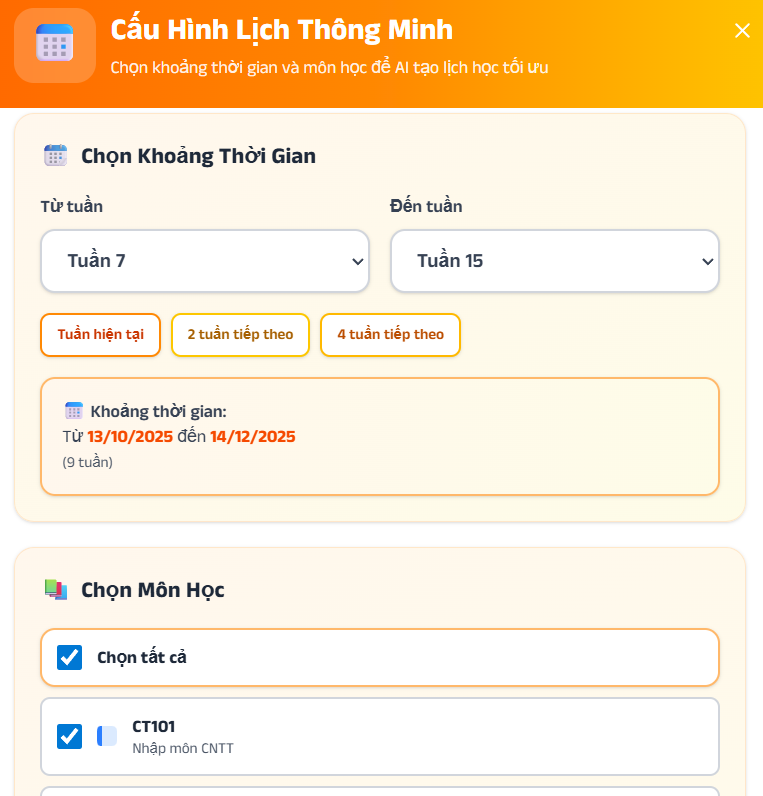 Cấu Hình Lịch Thông Minh
Chọn khoảng thời gian và môn học để AI tạo lịch học tối ưu
Chọn Khoảng Thời Gian
Từ tuần
Đến tuần
Tuần 7
Tuần 15
Tuần hiện tại
2 tuần tiếp theo
4 tuần tiếp theo
Khoảng thời gian:
Từ 13/10/2025 đến 14/12/2025
(9 tuần)
Chọn Môn Học
Chọn tất cả
CT101
Nhập môn CNTT